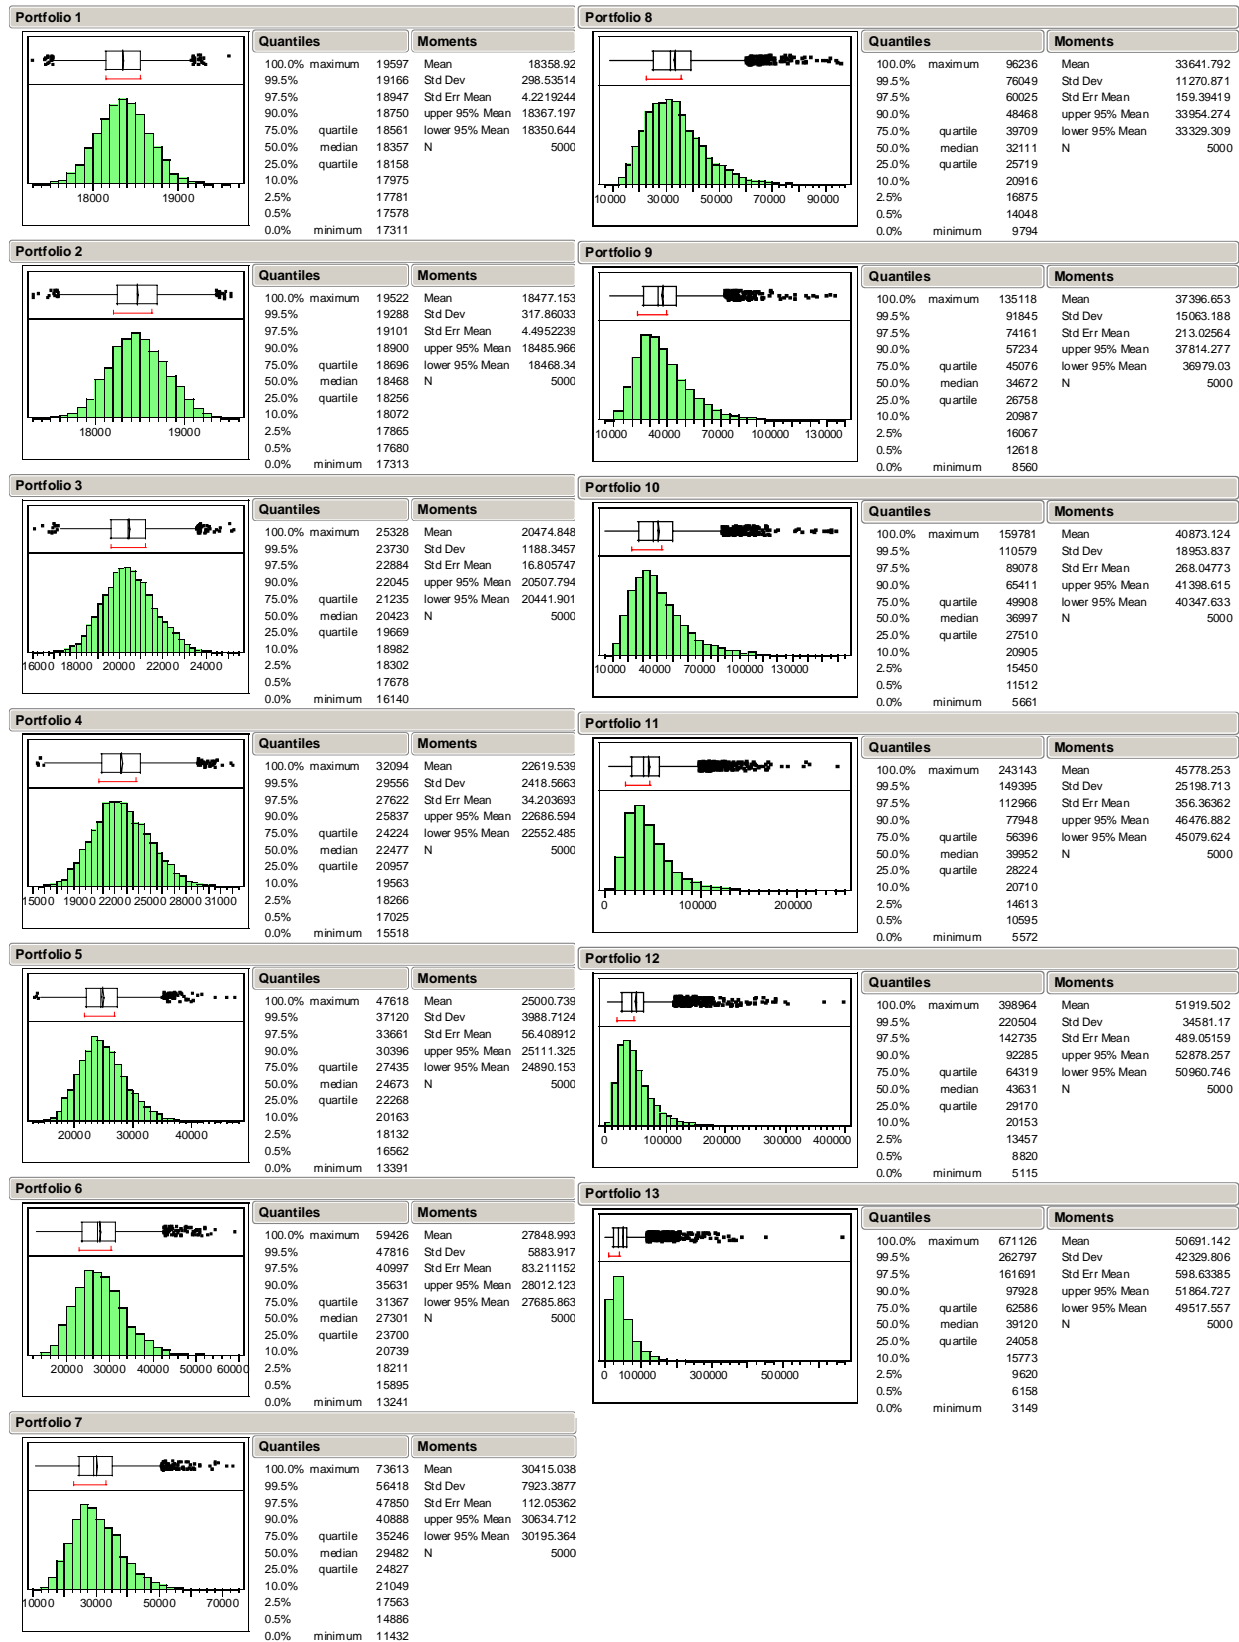 Portfolio 1
Quantiles
100.0% maximum 19597
99.5% 19166
97.5% 18947
90.0% 18750
75.0% quartile 18561
50.0% median 18357
25.0% quartile 18158
10.0% 17975
2.5% 17781
0.5% 17578
0.0% minimum 17311
Moments
Mean 18358.92
Std Dev 298.53514
Std Err Mean 4.2219244
upper 95% Mean 18367.197
lower 95% Mean 18350.644
N 5000
18000 19000
Portfolio 2
Quantiles
100.0% maximum 19522
99.5% 19288
97.5% 19101
90.0% 18900
75.0% quartile 18696
50.0% median 18468
25.0% quartile 18256
10.0% 18072
2.5% 17865
0.5% 17680
0.0% minimum 17313
Moments
Mean 18477.153
Std Dev 317.86033
Std Err Mean 4.4952239
upper 95% Mean 18485.966
lower 95% Mean 18468.34
N 5000
18000 19000
Portfolio 3
Quantiles
100.0% maximum 25328
99.5% 23730
97.5% 22884
90.0% 22045
75.0% quartile 21235
50.0% median 20423
25.0% quartile 19669
10.0% 18982
2.5% 18302
0.5% 17678
0.0% minimum 16140
Moments
Mean 20474.848
Std Dev 1188.3457
Std Err Mean 16.805747
upper 95% Mean 20507.794
lower 95% Mean 20441.901
N 5000
16000 18000 20000 22000 24000
Portfolio 4
Quantiles
100.0% maximum 32094
99.5% 29556
97.5% 27622
90.0% 25837
75.0% quartile 24224
50.0% median 22477
25.0% quartile 20957
10.0% 19563
2.5% 18266
0.5% 17025
0.0% minimum 15518
Moments
Mean 22619.539
Std Dev 2418.5663
Std Err Mean 34.203693
upper 95% Mean 22686.594
lower 95% Mean 22552.485
N 5000
15000 19000 22000 25000 28000 31000
Portfolio 5
Quantiles
100.0% maximum 47618
99.5% 37120
97.5% 33661
90.0% 30396
75.0% quartile 27435
50.0% median 24673
25.0% quartile 22268
10.0% 20163
2.5% 18132
0.5% 16562
0.0% minimum 13391
Moments
Mean 25000.739
Std Dev 3988.7124
Std Err Mean 56.408912
upper 95% Mean 25111.325
lower 95% Mean 24890.153
N 5000
20000 30000 40000
Portfolio 6
Quantiles
100.0% maximum 59426
99.5% 47816
97.5% 40997
90.0% 35631
75.0% quartile 31367
50.0% median 27301
25.0% quartile 23700
10.0% 20739
2.5% 18211
0.5% 15895
0.0% minimum 13241
Moments
Mean 27848.993
Std Dev 5883.917
Std Err Mean 83.211152
upper 95% Mean 28012.123
lower 95% Mean 27685.863
N 5000
20000 30000 40000 50000 60000
Portfolio 7
Quantiles
100.0% maximum 73613
99.5% 56418
97.5% 47850
90.0% 40888
75.0% quartile 35246
50.0% median 29482
25.0% quartile 24827
10.0% 21049
2.5% 17563
0.5% 14886
0.0% minimum 11432
Moments
Mean 30415.038
Std Dev 7923.3877
Std Err Mean 112.05362
upper 95% Mean 30634.712
lower 95% Mean 30195.364
N 5000
10000 30000 50000 70000
Portfolio 8
Quantiles
100.0% maximum 96236
99.5% 76049
97.5% 60025
90.0% 48468
75.0% quartile 39709
50.0% median 32111
25.0% quartile 25719
10.0% 20916
2.5% 16875
0.5% 14048
0.0% minimum 9794
Moments
Mean 33641.792
Std Dev 11270.871
Std Err Mean 159.39419
upper 95% Mean 33954.274
lower 95% Mean 33329.309
N 5000
10000 30000 50000 70000 90000
Portfolio 9
Quantiles
100.0% maximum 135118
99.5% 91845
97.5% 74161
90.0% 57234
75.0% quartile 45076
50.0% median 34672
25.0% quartile 26758
10.0% 20987
2.5% 16067
0.5% 12618
0.0% minimum 8560
Moments
Mean 37396.653
Std Dev 15063.188
Std Err Mean 213.02564
upper 95% Mean 37814.277
lower 95% Mean 36979.03
N 5000
10000 40000 70000 100000 130000
Portfolio 10
Quantiles
100.0% maximum 159781
99.5% 110579
97.5% 89078
90.0% 65411
75.0% quartile 49908
50.0% median 36997
25.0% quartile 27510
10.0% 20905
2.5% 15450
0.5% 11512
0.0% minimum 5661
Moments
Mean 40873.124
Std Dev 18953.837
Std Err Mean 268.04773
upper 95% Mean 41398.615
lower 95% Mean 40347.633
N 5000
10000 40000 70000 100000 130000
Portfolio 11
Quantiles
100.0% maximum 243143
99.5% 149395
97.5% 112966
90.0% 77948
75.0% quartile 56396
50.0% median 39952
25.0% quartile 28224
10.0% 20710
2.5% 14613
0.5% 10595
0.0% minimum 5572
Moments
Mean 45778.253
Std Dev 25198.713
Std Err Mean 356.36362
upper 95% Mean 46476.882
lower 95% Mean 45079.624
N 5000
0 100000 200000
Portfolio 12
Quantiles
100.0% maximum 398964
99.5% 220504
97.5% 142735
90.0% 92285
75.0% quartile 64319
50.0% median 43631
25.0% quartile 29170
10.0% 20153
2.5% 13457
0.5% 8820
0.0% minimum 5115
Moments
Mean 51919.502
Std Dev 34581.17
Std Err Mean 489.05159
upper 95% Mean 52878.257
lower 95% Mean 50960.746
N 5000
0 100000 200000 300000 400000
Portfolio 13
Quantiles
100.0% maximum 671126
99.5% 262797
97.5% 161691
90.0% 97928
75.0% quartile 62586
50.0% median 39120
25.0% quartile 24058
10.0% 15773
2.5% 9620
0.5% 6158
0.0% minimum 3149
Moments
Mean 50691.142
Std Dev 42329.806
Std Err Mean 598.63385
upper 95% Mean 51864.727
lower 95% Mean 49517.557
N 5000
0 100000 300000 500000